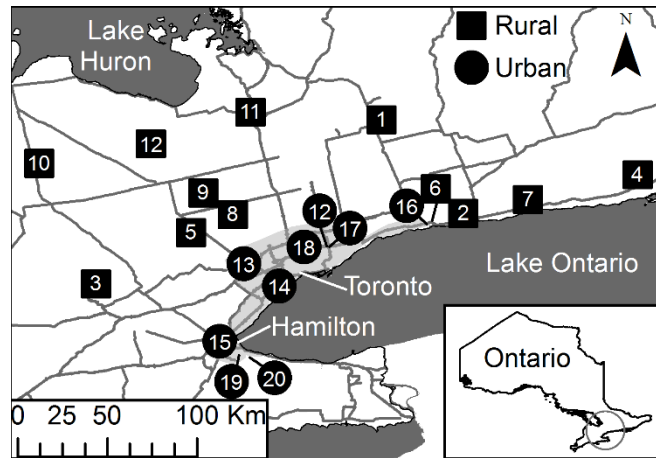 Lake
Huron
Rural
Urban
N
1
11
12
10
9
8
5
6
4
7
2
16
12
17
18
13
14
3
Toronto
Lake Ontario
Hamilton
15
19
20
Ontario
0 25 50 100 Km